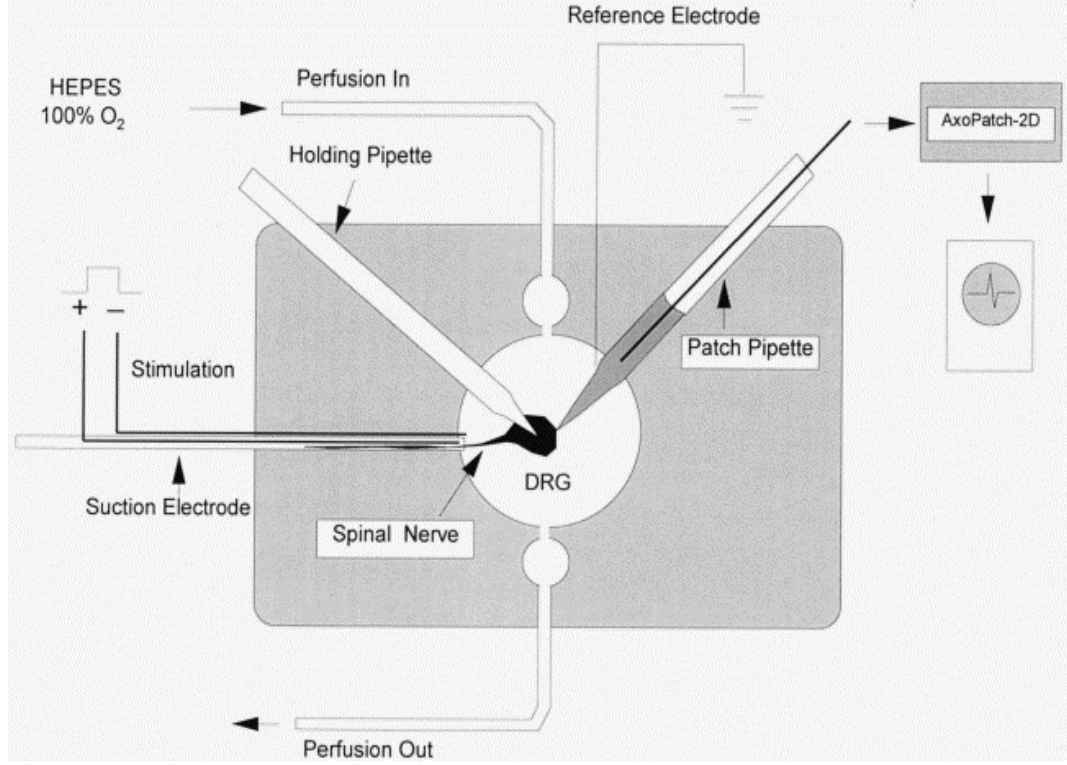 Reference Electrode
HEPES
100% O₂
Perfusion In
AxoPatch-2D
Holding Pipette
+ −
Patch Pipette
Stimulation
DRG
Suction Electrode
Spinal Nerve
Perfusion Out